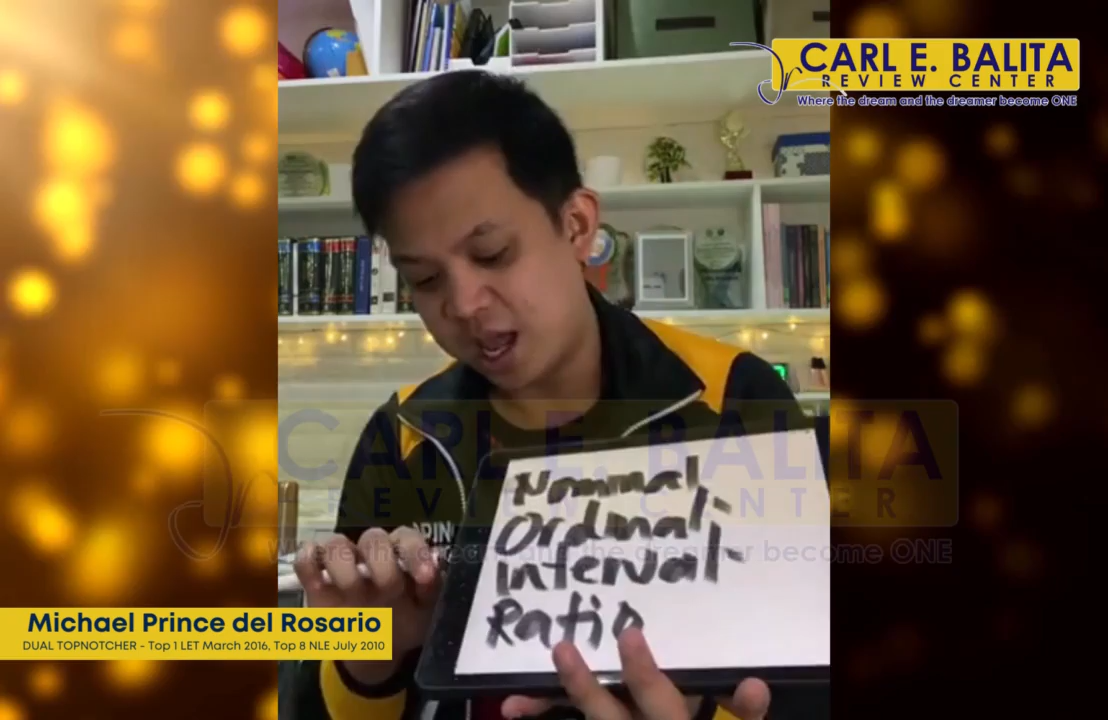 CARL E. BALITA
REVIEW CENTER
Where the dream and the dreamer become ONE
CARL E. BALITA
REVIEW CENTER
Where the dream and the dreamer become ONE
Nominal
Ordinal-
Interval-
Ratio
Michael Prince del Rosario
DUAL TOPNOTCHER - Top 1 LET March 2016, Top 8 NLE July 2010